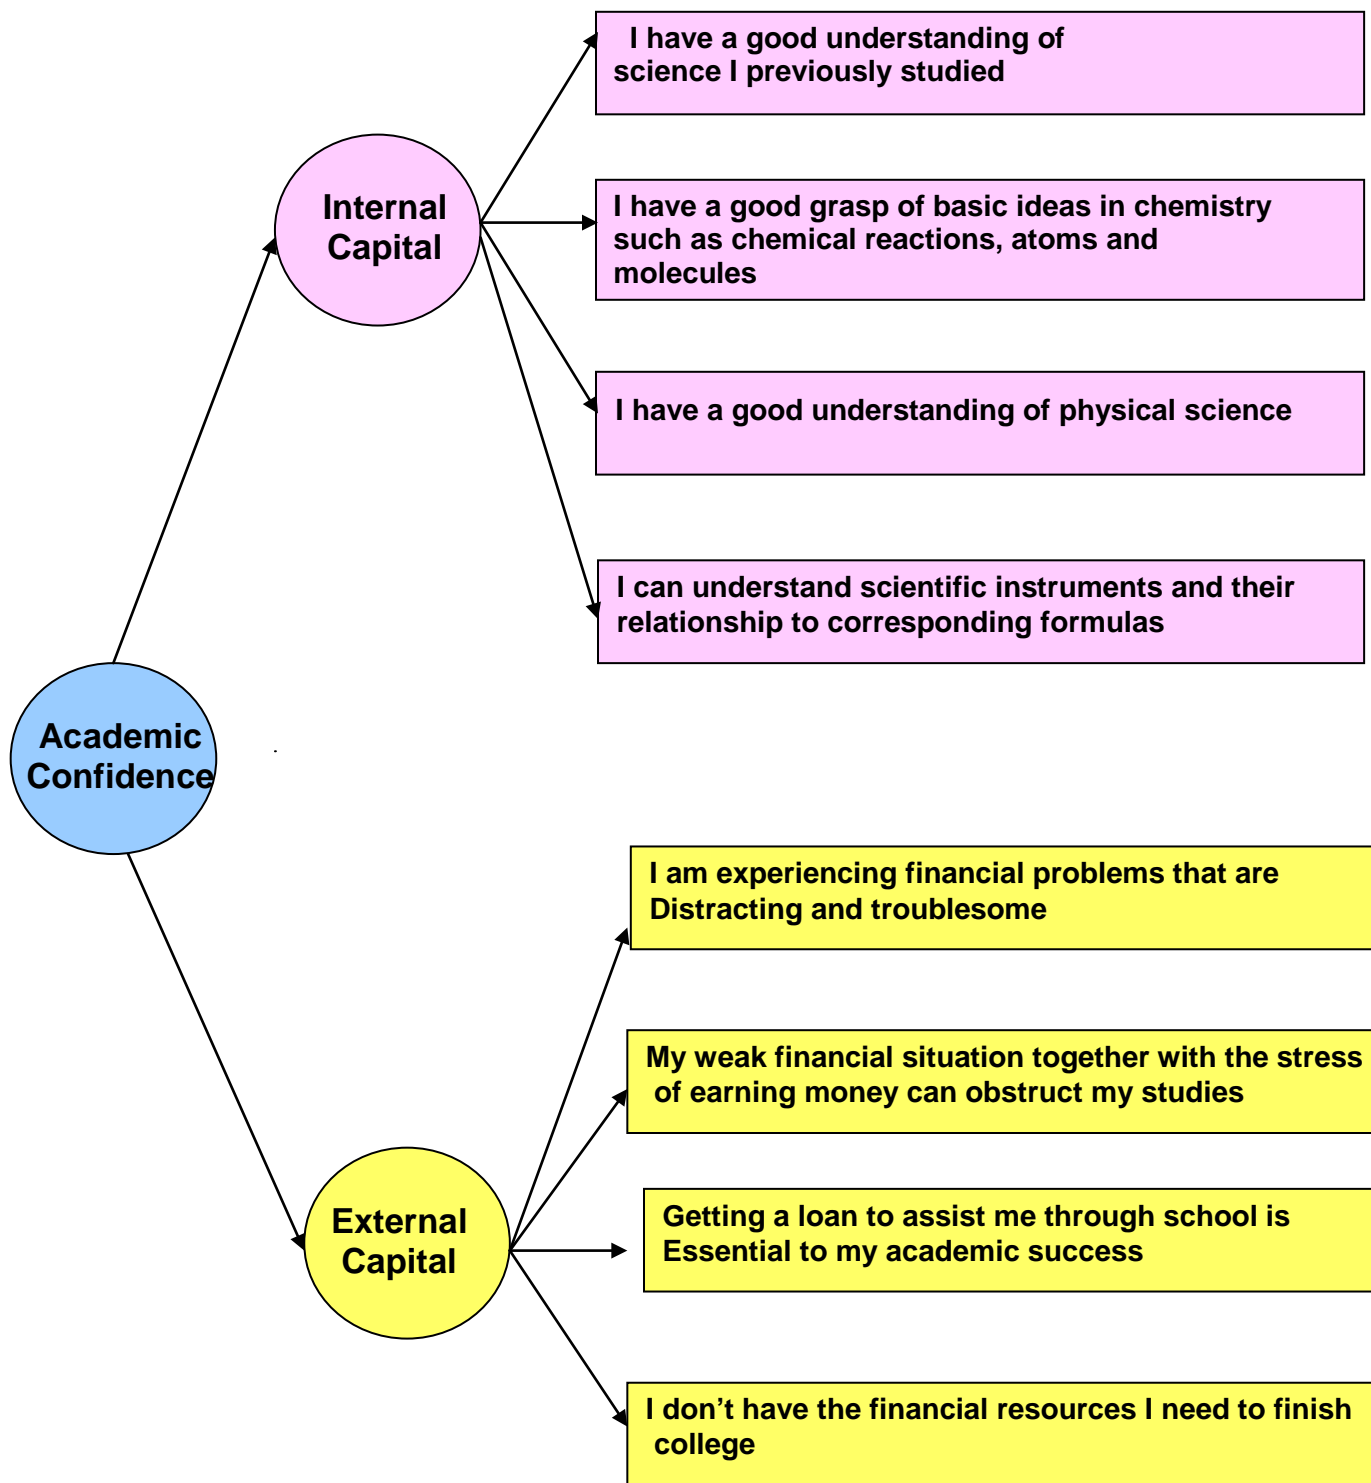 I have a good understanding of
science I previously studied
Internal
Capital
I have a good grasp of basic ideas in chemistry
such as chemical reactions, atoms and
molecules
I have a good understanding of physical science
I can understand scientific instruments and their
relationship to corresponding formulas
Academic
Confidence
I am experiencing financial problems that are
Distracting and troublesome
My weak financial situation together with the stress
of earning money can obstruct my studies
External
Capital
Getting a loan to assist me through school is
Essential to my academic success
I don’t have the financial resources I need to finish
college